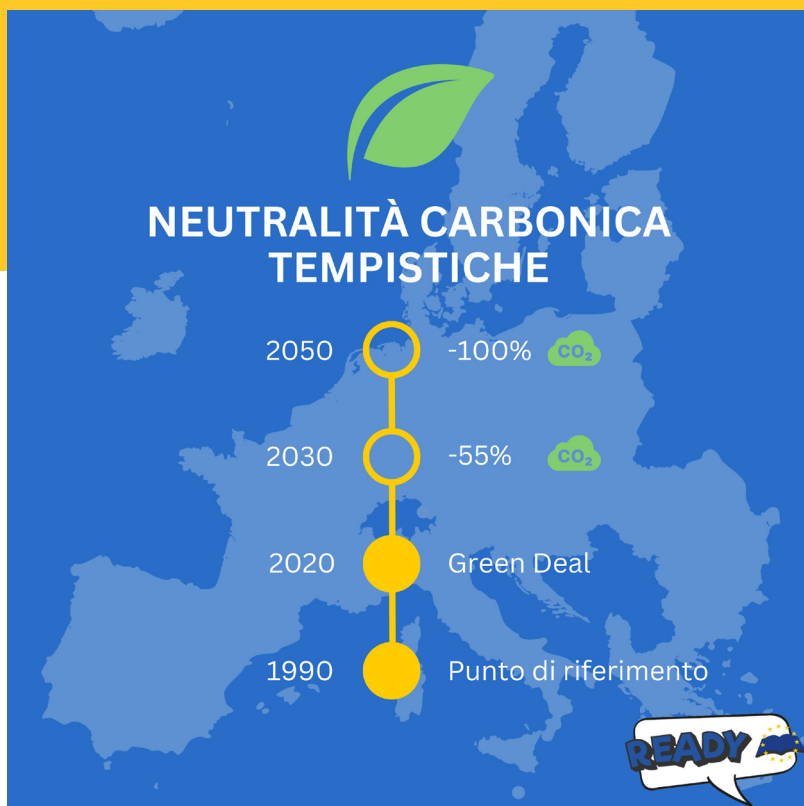 NEUTRALITÀ CARBONICA
TEMPISTICHE
2050 -100% CO₂
2030 -55% CO₂
2020 Green Deal
1990 Punto di riferimento
READY